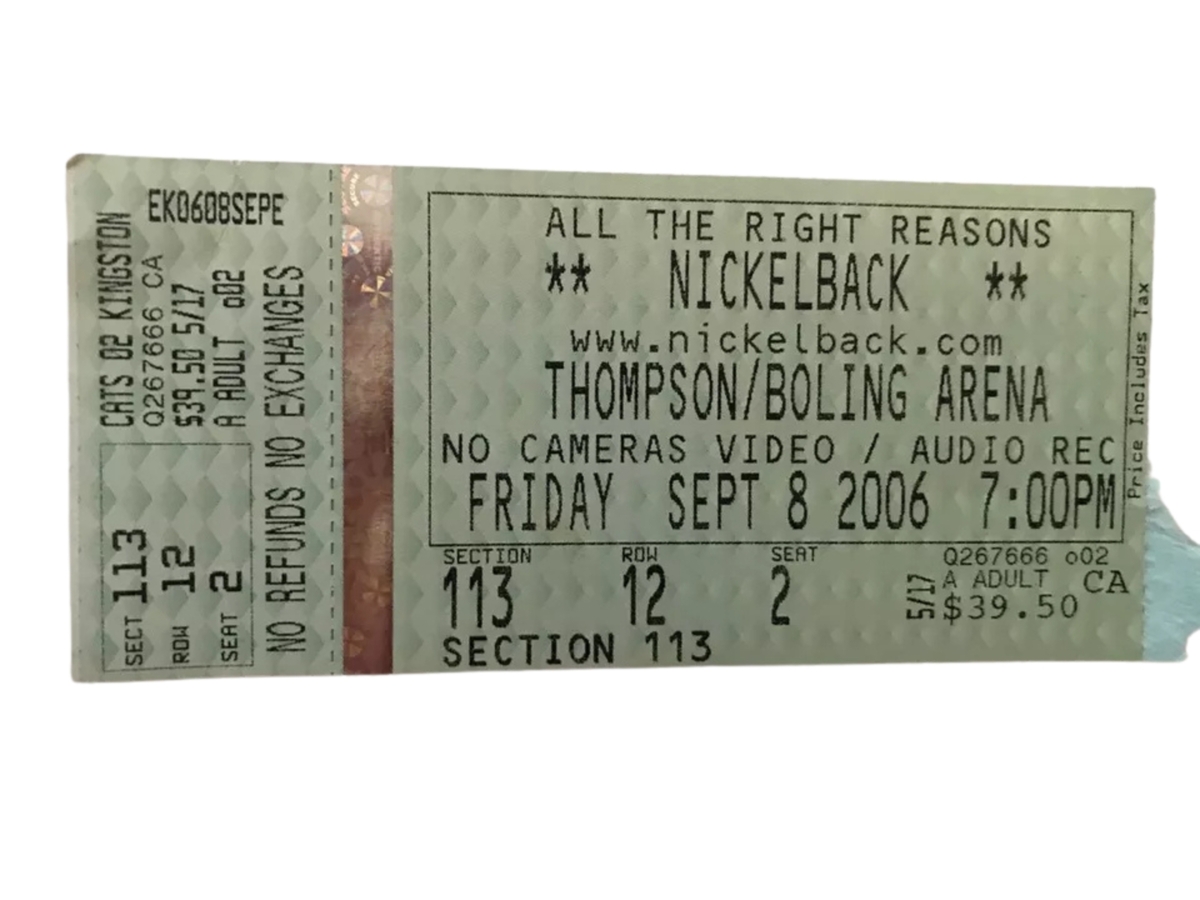 EK0608SEPE
CATS 02 KINGSTON
Q267666 CA
$39.50 5/17
A ADULT o02
SECT 113
ROW 12
SEAT 2
NO REFUNDS NO EXCHANGES
ALL THE RIGHT REASONS
** NICKELBACK **
www.nickelback.com
THOMPSON/BOLING ARENA
NO CAMERAS VIDEO / AUDIO REC
FRIDAY SEPT 8 2006 7:00PM
Price Includes Tax
SECTION ROW SEAT Q267666 o02
113 12 2 5/17 A ADULT CA
$39.50
SECTION 113